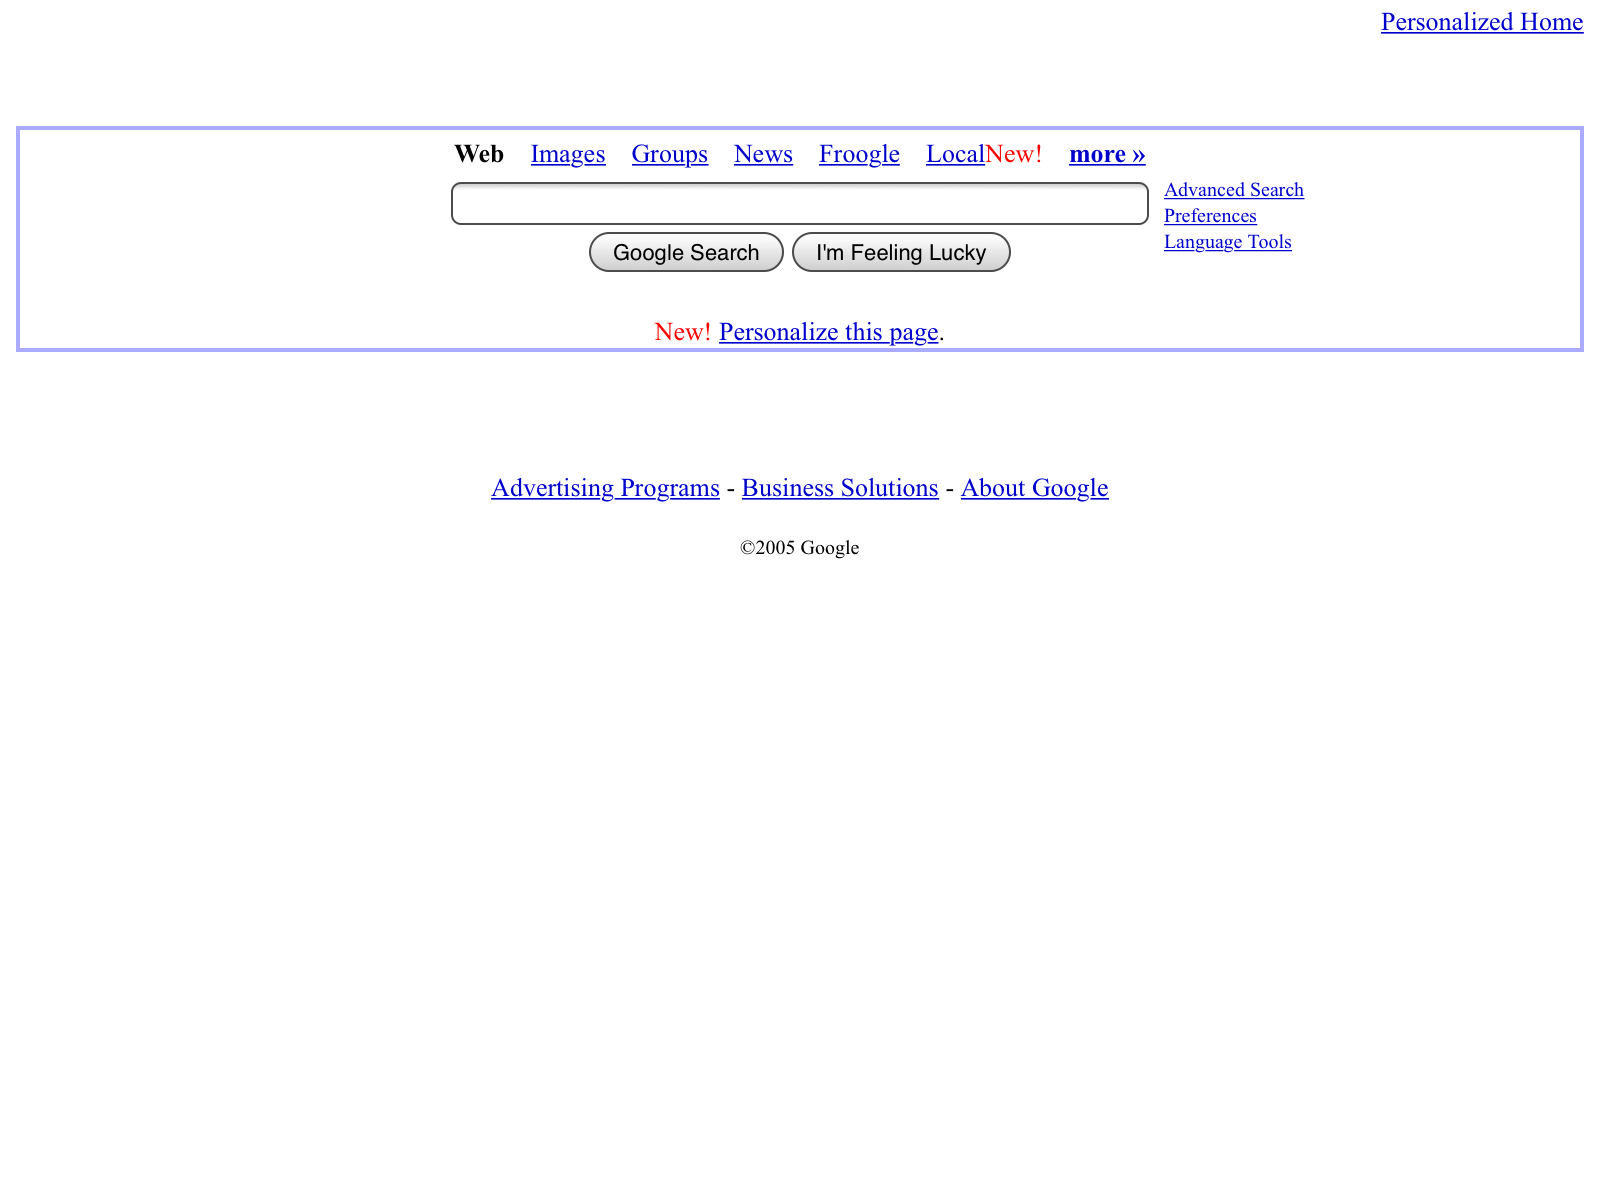 Personalized Home
Web Images Groups News Froogle LocalNew! more »
Advanced Search
Preferences
Language Tools
Google Search I'm Feeling Lucky
New! Personalize this page.
Advertising Programs - Business Solutions - About Google
©2005 Google